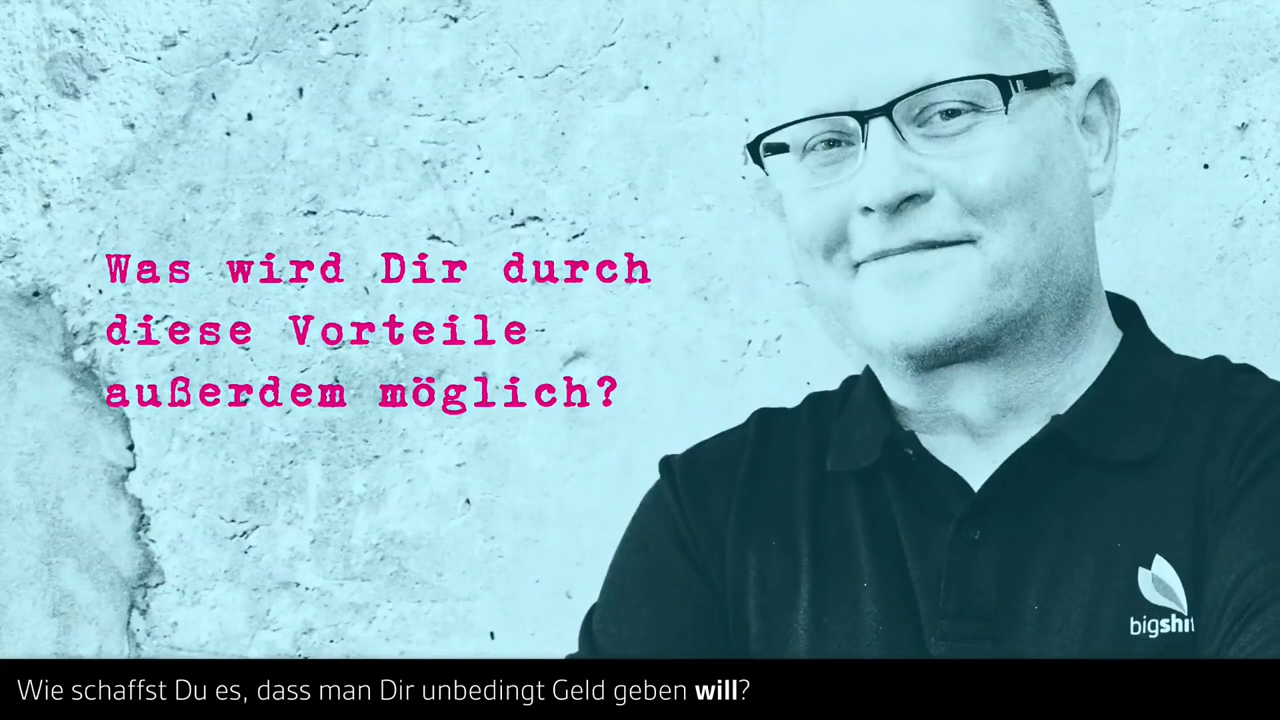 Was wird Dir durch
diese Vorteile
außerdem möglich?
bigshi
Wie schaffst Du es, dass man Dir unbedingt Geld geben will?